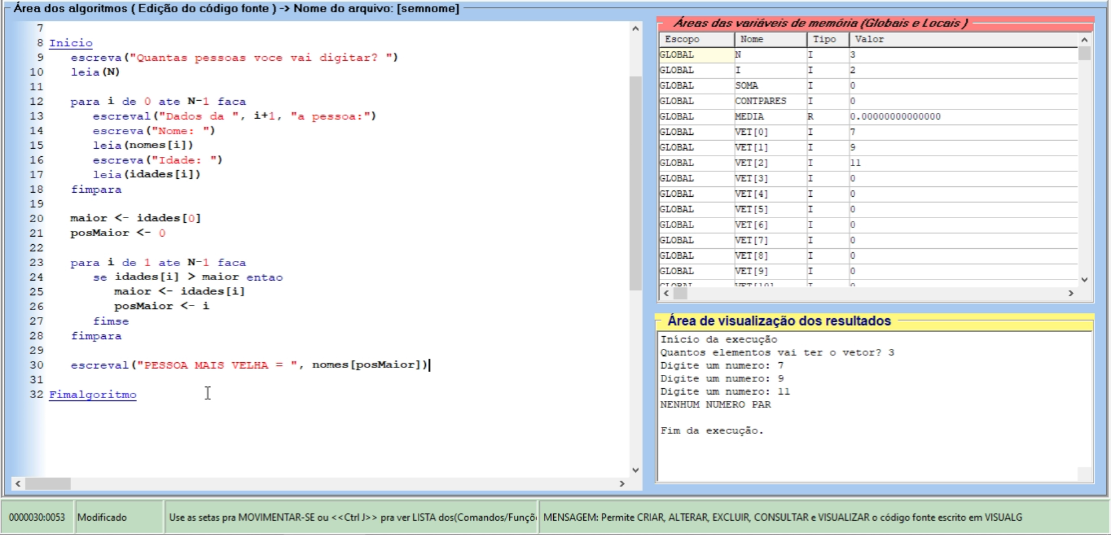 Área dos algoritmos ( Edição do código fonte ) -> Nome do arquivo: [semnome]
7
8 Inicio
9 escreva("Quantas pessoas voce vai digitar? ")
10 leia(N)
11
12 para i de 0 ate N-1 faca
13 escreval("Dados da ", i+1, "a pessoa:")
14 escreva("Nome: ")
15 leia(nomes[i])
16 escreva("Idade: ")
17 leia(idades[i])
18 fimpara
19
20 maior <- idades[0]
21 posMaior <- 0
22
23 para i de 1 ate N-1 faca
24 se idades[i] > maior entao
25 maior <- idades[i]
26 posMaior <- i
27 fimse
28 fimpara
29
30 escreval("PESSOA MAIS VELHA = ", nomes[posMaior])
31
32 Fimalgoritmo
Áreas das variáveis de memória (Globais e Locais )
Escopo Nome Tipo Valor
GLOBAL N I 3
GLOBAL I I 2
GLOBAL SOMA I 0
GLOBAL CONTPARES I 0
GLOBAL MEDIA R 0.00000000000000
GLOBAL VET[0] I 7
GLOBAL VET[1] I 9
GLOBAL VET[2] I 11
GLOBAL VET[3] I 0
GLOBAL VET[4] I 0
GLOBAL VET[5] I 0
GLOBAL VET[6] I 0
GLOBAL VET[7] I 0
GLOBAL VET[8] I 0
GLOBAL VET[9] I 0
GLOBAL VET[10] I 0
Área de visualização dos resultados
Início da execução
Quantos elementos vai ter o vetor? 3
Digite um numero: 7
Digite um numero: 9
Digite um numero: 11
NENHUM NUMERO PAR
Fim da execução.
0000030:0053 Modificado Use as setas pra MOVIMENTAR-SE ou <<Ctrl J>> pra ver LISTA dos(Comandos/Funçõ MENSAGEM: Permite CRIAR, ALTERAR, EXCLUIR, CONSULTAR e VISUALIZAR o código fonte escrito em VISUALG